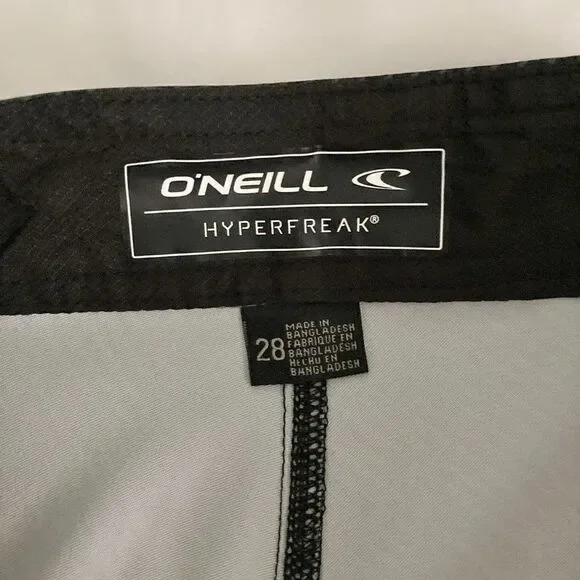 O'NEILL
HYPERFREAK®
28
MADE IN
BANGLADESH
FABRIQUE EN
BANGLADESH
HECHO EN
BANGLADESH